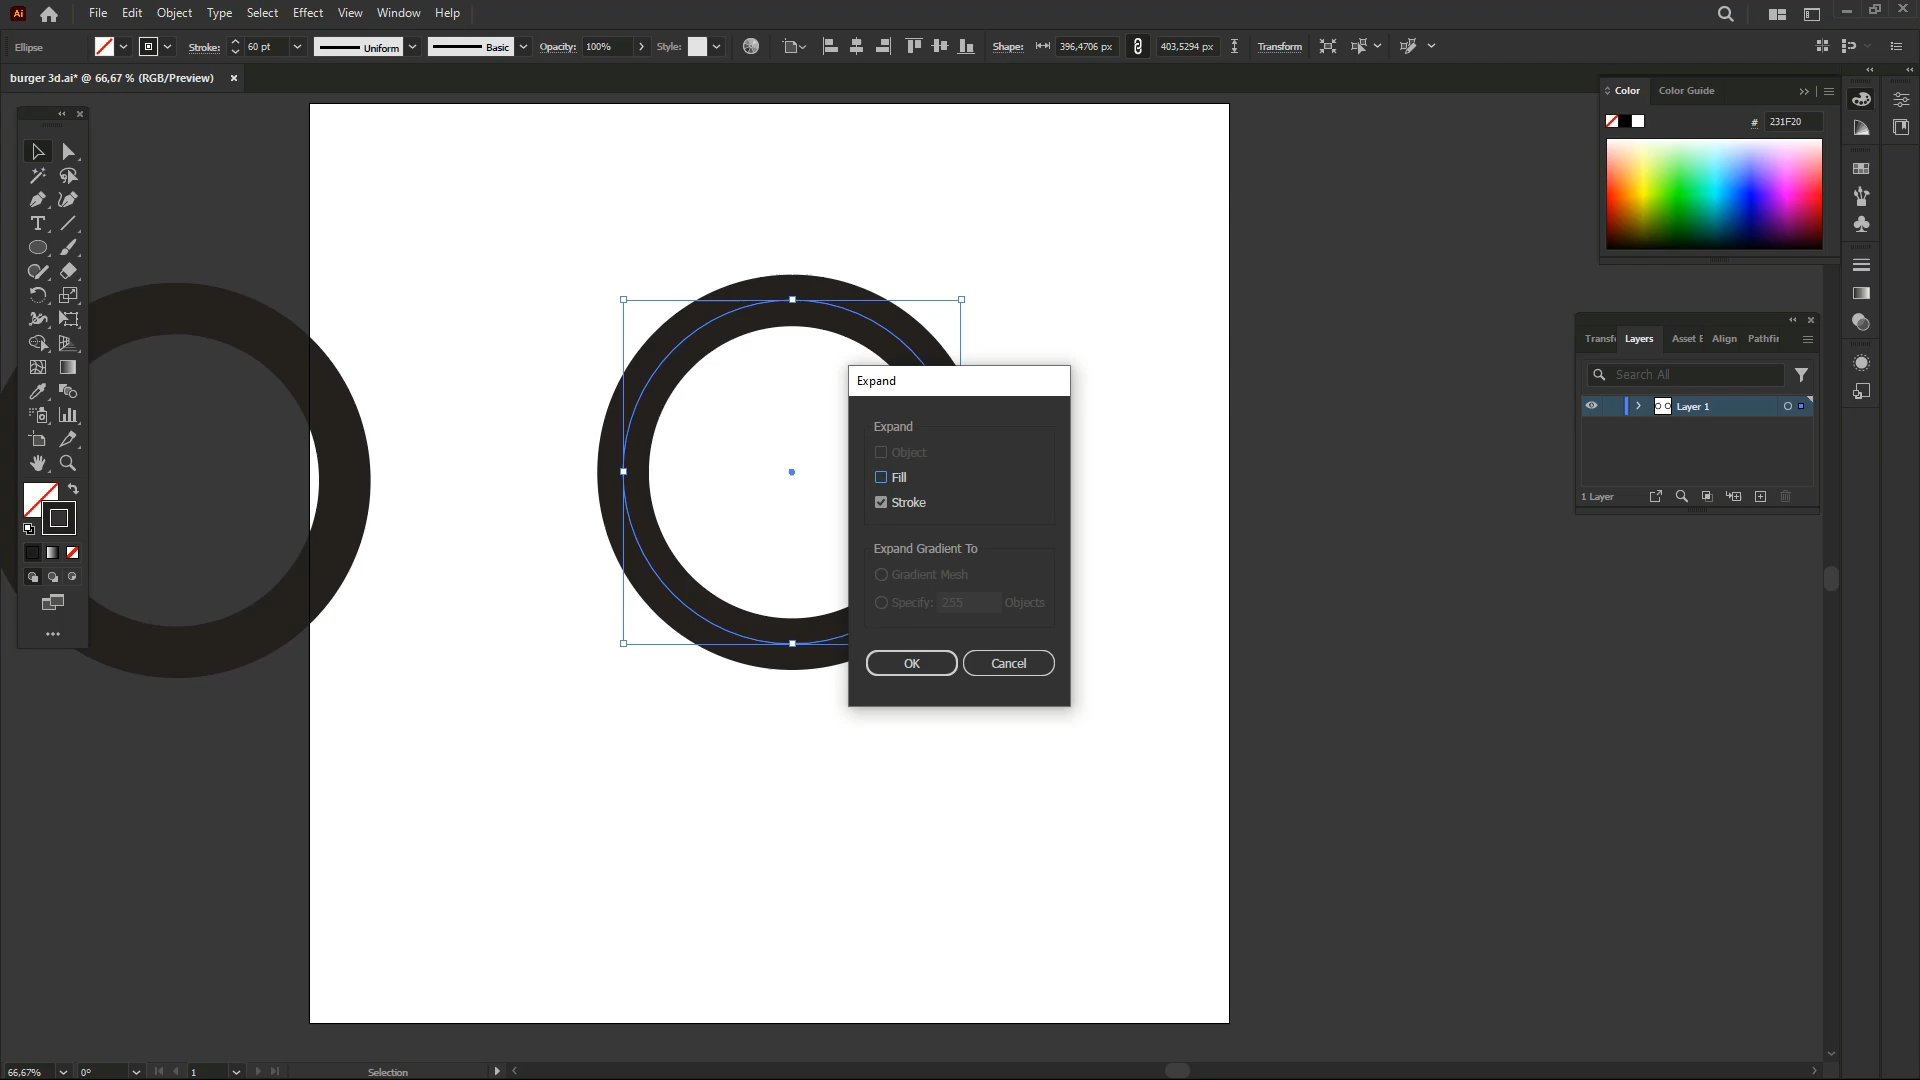 Ai File Edit Object Type Select Effect View Window Help
Ellipse Stroke: 60 pt Uniform Basic Opacity: 100% Style: Shape: 396,4706 px 403,5294 px Transform
burger 3d.ai* @ 66,67 % (RGB/Preview)
Color Color Guide
# 231F20
T
Transf Layers Asset E Align Pathfir
Search All
Layer 1
1 Layer
Expand
Expand
Object
Fill
Stroke
Expand Gradient To
Gradient Mesh
Specify: 255 Objects
OK Cancel
66,67% 0° 1 Selection